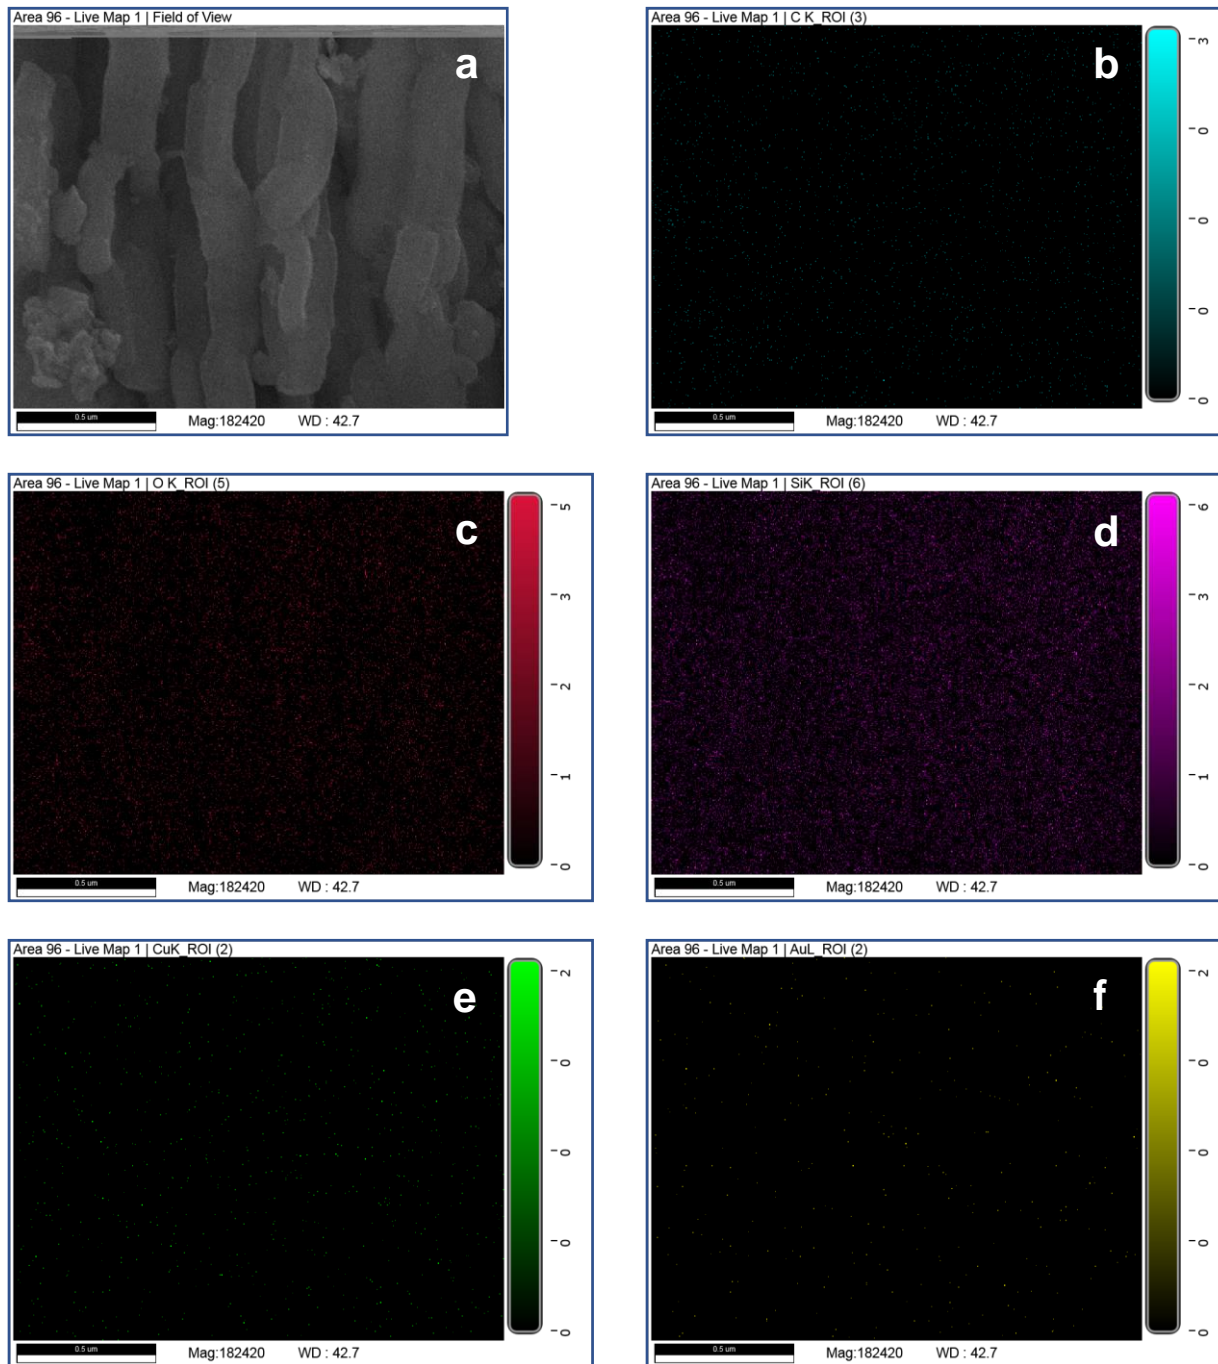 Area 96 - Live Map 1 | Field of View
a
0.5 um
Mag:182420 WD : 42.7
Area 96 - Live Map 1 | C K_ROI (3)
b
3
0
0
0
0
0.5 um
Mag:182420 WD : 42.7
Area 96 - Live Map 1 | O K_ROI (5)
c
5
3
2
1
0
0.5 um
Mag:182420 WD : 42.7
Area 96 - Live Map 1 | SiK_ROI (6)
d
6
3
2
1
0
0.5 um
Mag:182420 WD : 42.7
Area 96 - Live Map 1 | CuK_ROI (2)
e
2
0
0
0
0
0.5 um
Mag:182420 WD : 42.7
Area 96 - Live Map 1 | AuL_ROI (2)
f
2
0
0
0
0
0.5 um
Mag:182420 WD : 42.7